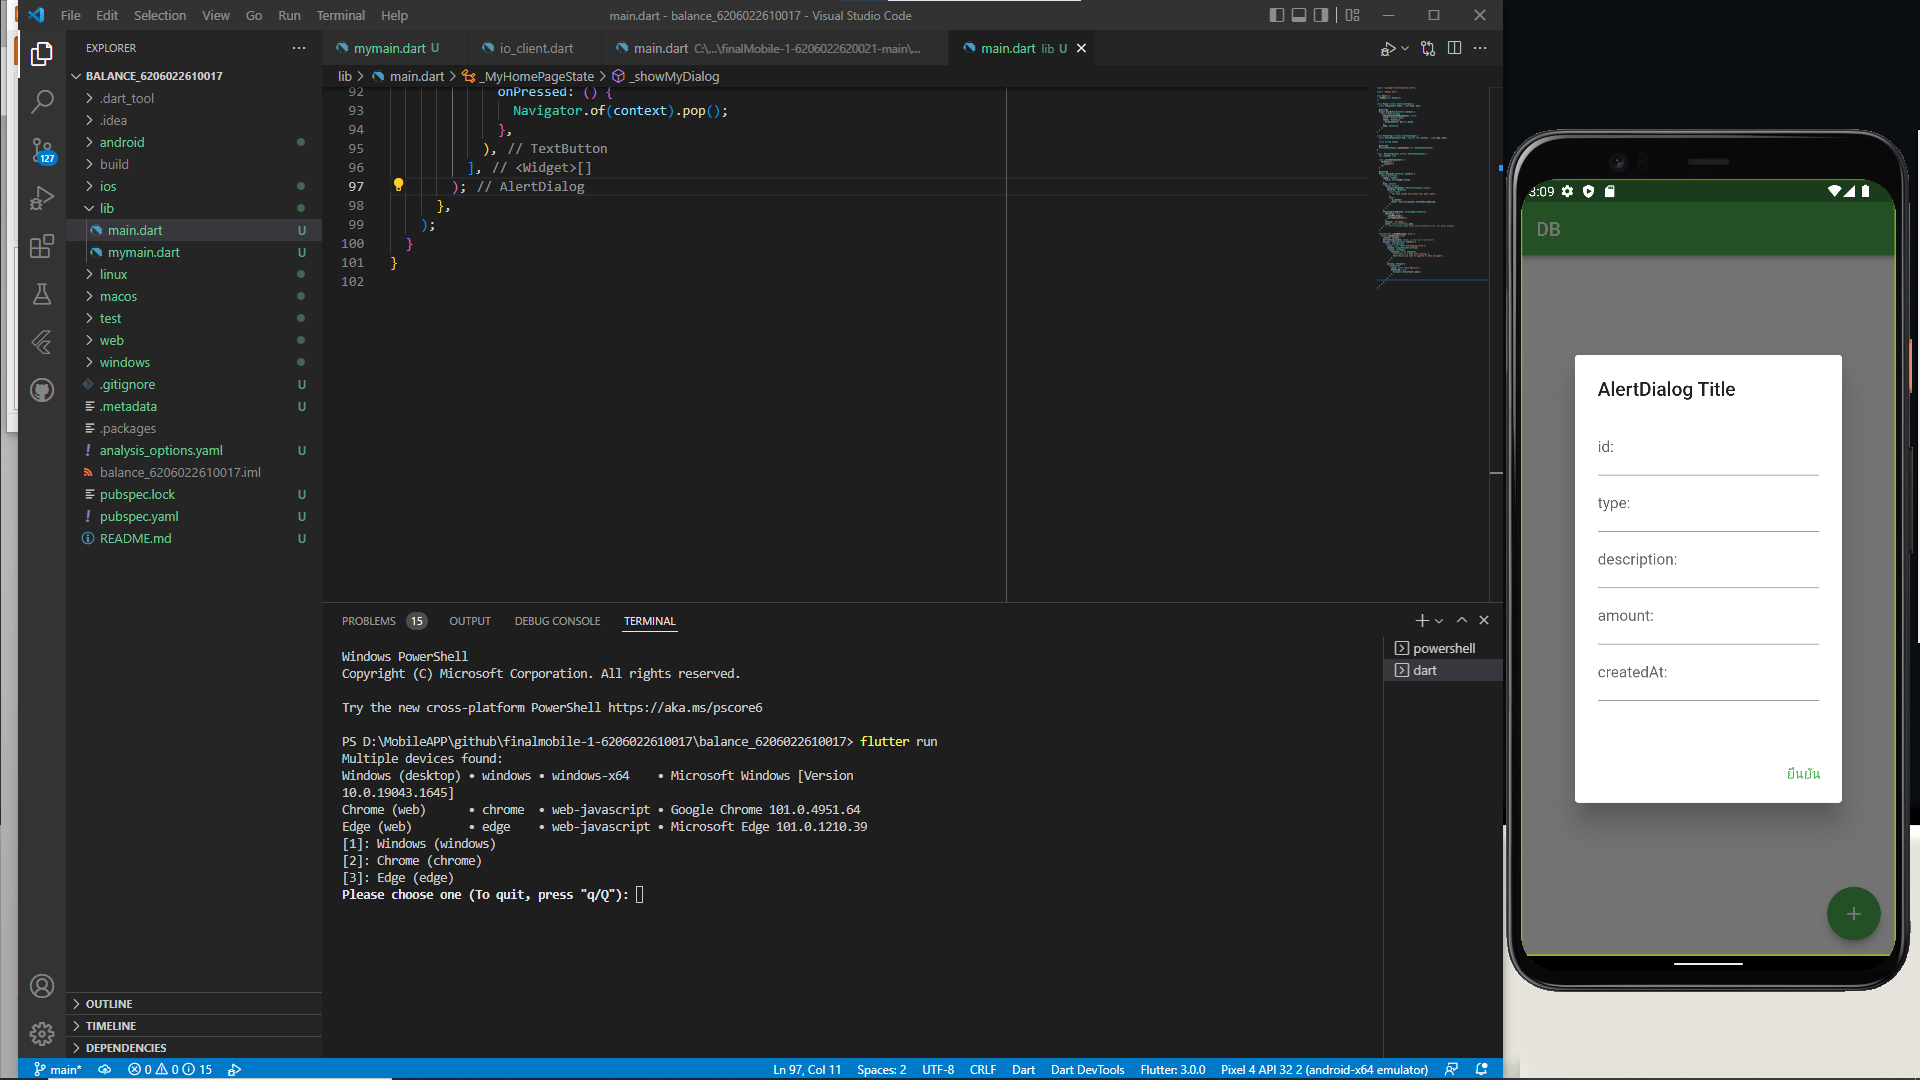 File Edit Selection View Go Run Terminal Help
main.dart - balance_6206022610017 - Visual Studio Code
EXPLORER
BALANCE_6206022610017
.dart_tool
.idea
android
build
ios
lib
main.dart U
mymain.dart U
linux
macos
test
web
windows
.gitignore U
.metadata U
.packages
analysis_options.yaml U
balance_6206022610017.iml
pubspec.lock U
pubspec.yaml U
README.md U
OUTLINE
TIMELINE
DEPENDENCIES
127
mymain.dart U
io_client.dart
main.dart C:\...\finalMobile-1-6206022620021-main\...
main.dart lib U
lib > main.dart > _MyHomePageState > _showMyDialog
92 onPressed: () {
93 Navigator.of(context).pop();
94 },
95 ), // TextButton
96 ], // <Widget>[]
97 ); // AlertDialog
98 },
99 );
100 }
101 }
102
PROBLEMS 15 OUTPUT DEBUG CONSOLE TERMINAL
powershell
dart
Windows PowerShell
Copyright (C) Microsoft Corporation. All rights reserved.
Try the new cross-platform PowerShell https://aka.ms/pscore6
PS D:\MobileAPP\github\finalmobile-1-6206022610017\balance_6206022610017> flutter run
Multiple devices found:
Windows (desktop) • windows • windows-x64 • Microsoft Windows [Version
10.0.19043.1645]
Chrome (web) • chrome • web-javascript • Google Chrome 101.0.4951.64
Edge (web) • edge • web-javascript • Microsoft Edge 101.0.1210.39
[1]: Windows (windows)
[2]: Chrome (chrome)
[3]: Edge (edge)
Please choose one (To quit, press "q/Q"):
main* 0 0 15
Ln 97, Col 11 Spaces: 2 UTF-8 CRLF Dart Dart DevTools Flutter: 3.0.0 Pixel 4 API 32 2 (android-x64 emulator)
3:09
DB
AlertDialog Title
id:
type:
description:
amount:
createdAt:
ยืนยัน